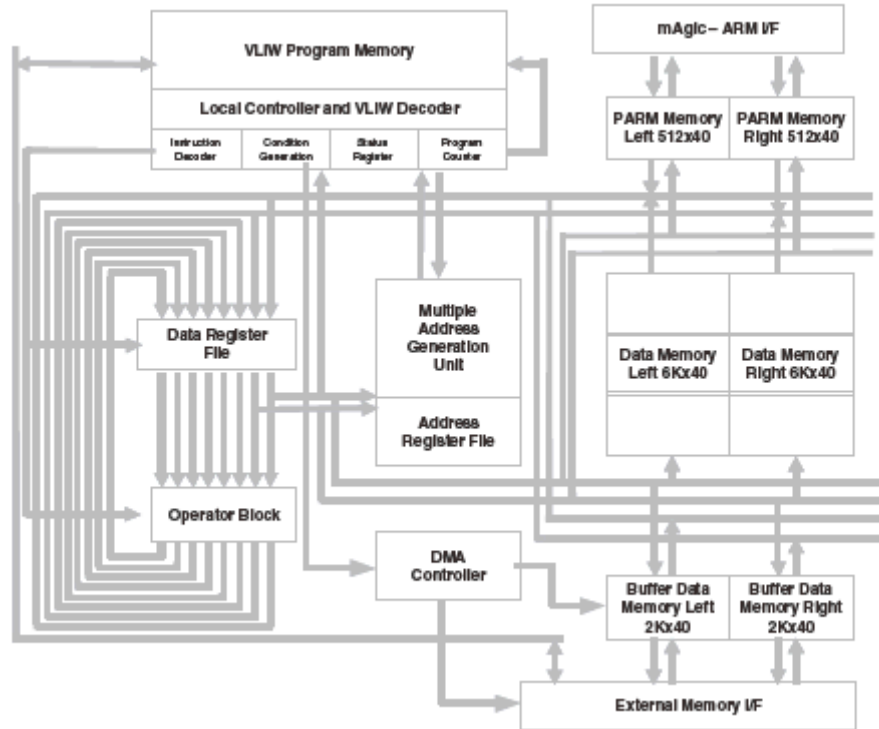 VLIW Program Memory
Local Controller and VLIW Decoder
Instruction
Decoder
Condition
Generation
Status
Register
Program
Counter
mAgic – ARM I/F
PARM Memory
Left 512x40
PARM Memory
Right 512x40
Data Register
File
Multiple
Address
Generation
Unit
Address
Register File
Data Memory
Left 6Kx40
Data Memory
Right 6Kx40
Operator Block
DMA
Controller
Buffer Data
Memory Left
2Kx40
Buffer Data
Memory Right
2Kx40
External Memory I/F